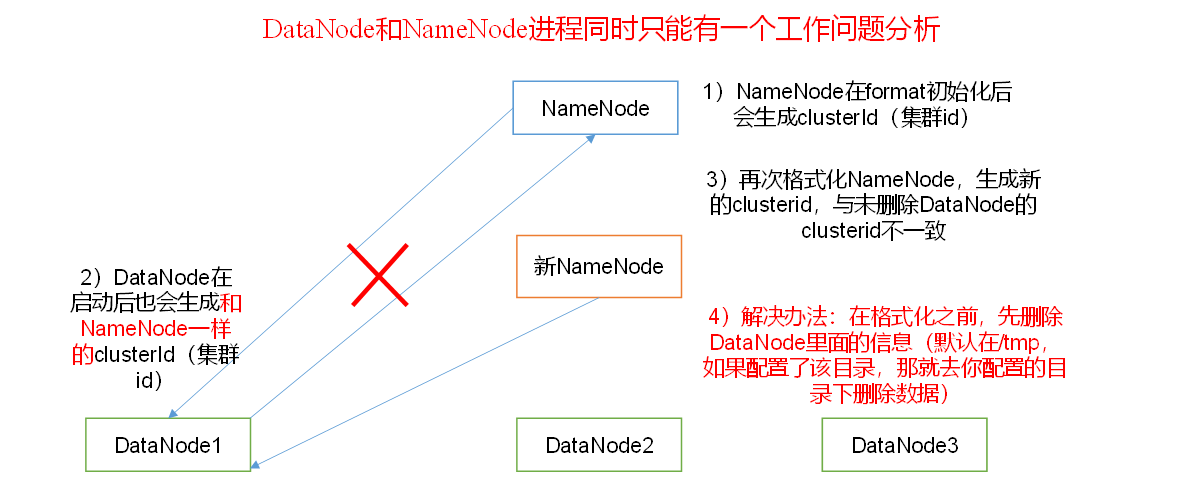 DataNode和NameNode进程同时只能有一个工作问题分析
NameNode
1）NameNode在format初始化后
会生成clusterId（集群id）
3）再次格式化NameNode，生成新
的clusterid，与未删除DataNode的
clusterid不一致
新NameNode
2）DataNode在
启动后也会生成和
NameNode一样
的clusterId（集群
id）
4）解决办法：在格式化之前，先删除
DataNode里面的信息（默认在/tmp，
如果配置了该目录，那就去你配置的目
录下删除数据）
DataNode1
DataNode2
DataNode3